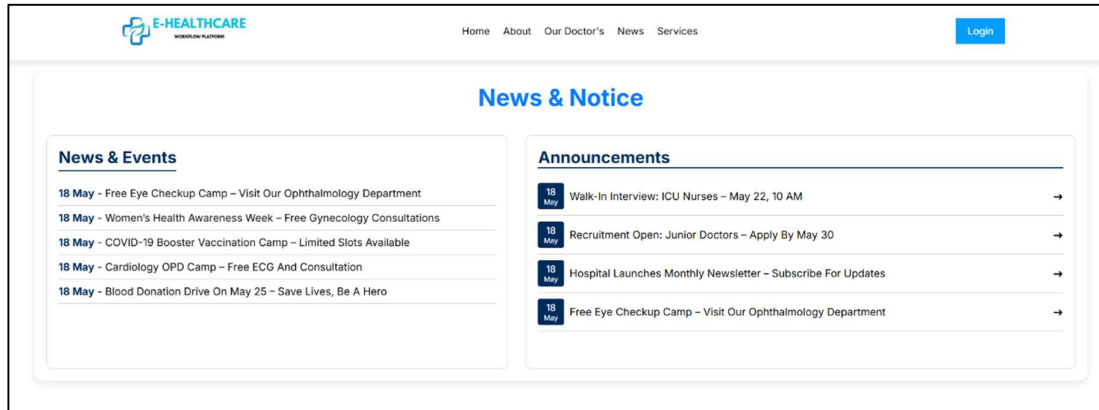 E-HEALTHCARE
WORKFLOW PLATFORM
Home About Our Doctor's News Services
Login
News & Notice
News & Events
18 May - Free Eye Checkup Camp – Visit Our Ophthalmology Department
18 May - Women's Health Awareness Week – Free Gynecology Consultations
18 May - COVID-19 Booster Vaccination Camp – Limited Slots Available
18 May - Cardiology OPD Camp – Free ECG And Consultation
18 May - Blood Donation Drive On May 25 – Save Lives, Be A Hero
Announcements
18
May
Walk-In Interview: ICU Nurses – May 22, 10 AM →
18
May
Recruitment Open: Junior Doctors – Apply By May 30 →
18
May
Hospital Launches Monthly Newsletter – Subscribe For Updates →
18
May
Free Eye Checkup Camp – Visit Our Ophthalmology Department →